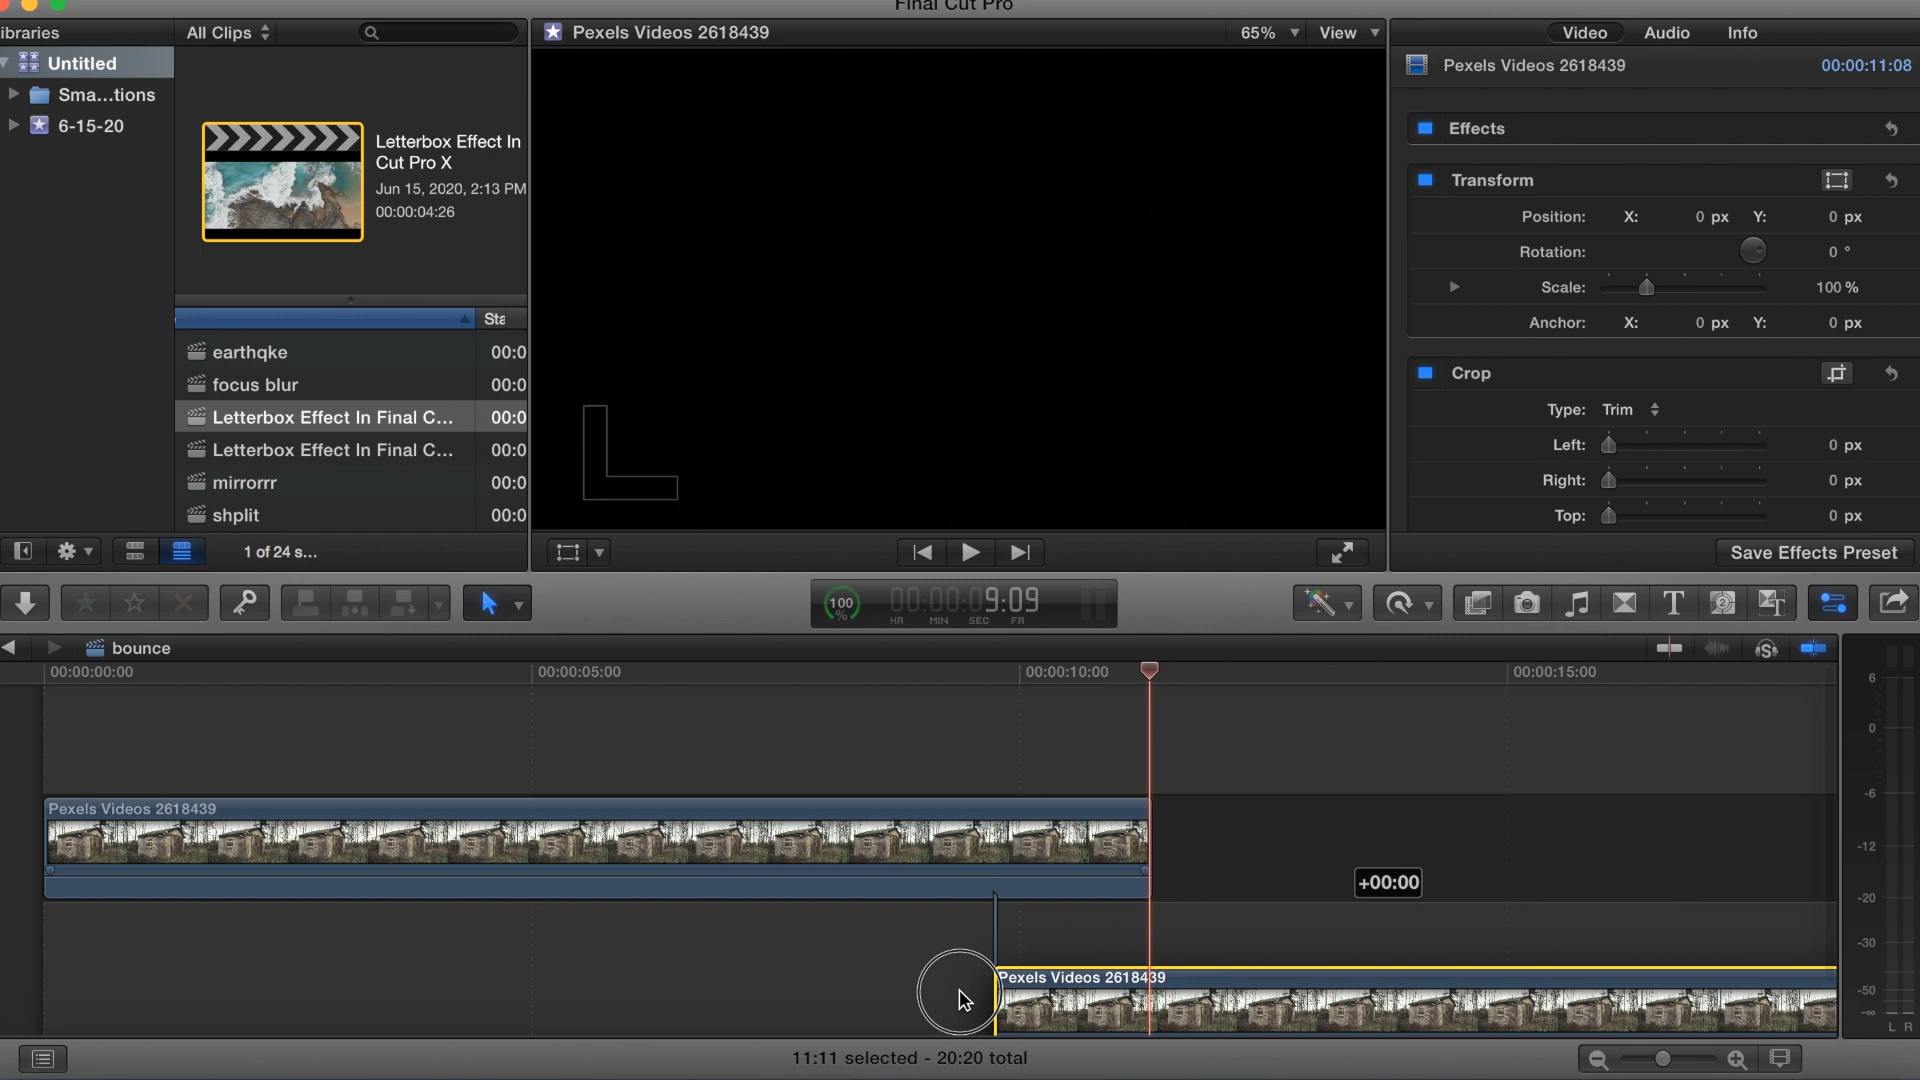 Final Cut Pro
ibraries
All Clips
Pexels Videos 2618439
65%
View
Video
Audio
Info
Untitled
Sma...tions
6-15-20
Letterbox Effect In
Cut Pro X
Jun 15, 2020, 2:13 PM
00:00:04:26
Pexels Videos 2618439
00:00:11:08
Effects
Transform
Position: X: 0 px Y: 0 px
Rotation: 0 °
Scale: 100 %
Anchor: X: 0 px Y: 0 px
Crop
Type: Trim
Left: 0 px
Right: 0 px
Top: 0 px
Save Effects Preset
Sta
earthqke 00:0
focus blur 00:0
Letterbox Effect In Final C... 00:0
Letterbox Effect In Final C... 00:0
mirrorrr 00:0
shplit 00:0
1 of 24 s...
100
%
00:00:09:09
HR MIN SEC FR
bounce
00:00:00:00
00:00:05:00
00:00:10:00
00:00:15:00
Pexels Videos 2618439
+00:00
Pexels Videos 2618439
6
0
-6
-12
-20
-30
-50
-∞
L R
11:11 selected - 20:20 total